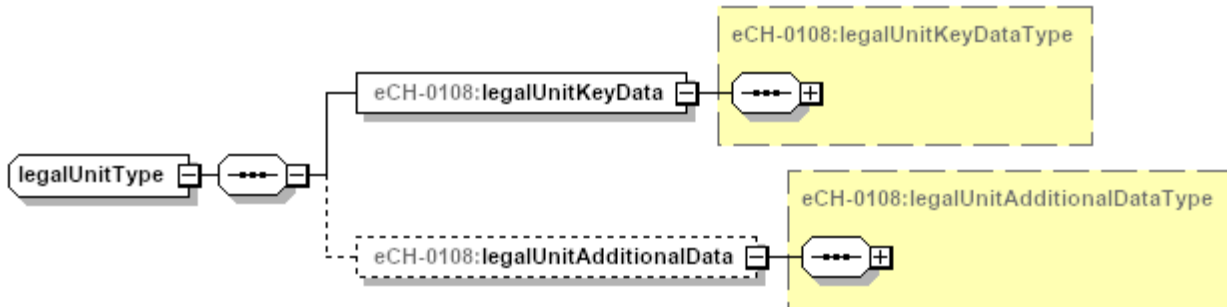 eCH-0108:legalUnitKeyDataType
eCH-0108:legalUnitKeyData
legalUnitType
eCH-0108:legalUnitAdditionalDataType
eCH-0108:legalUnitAdditionalData